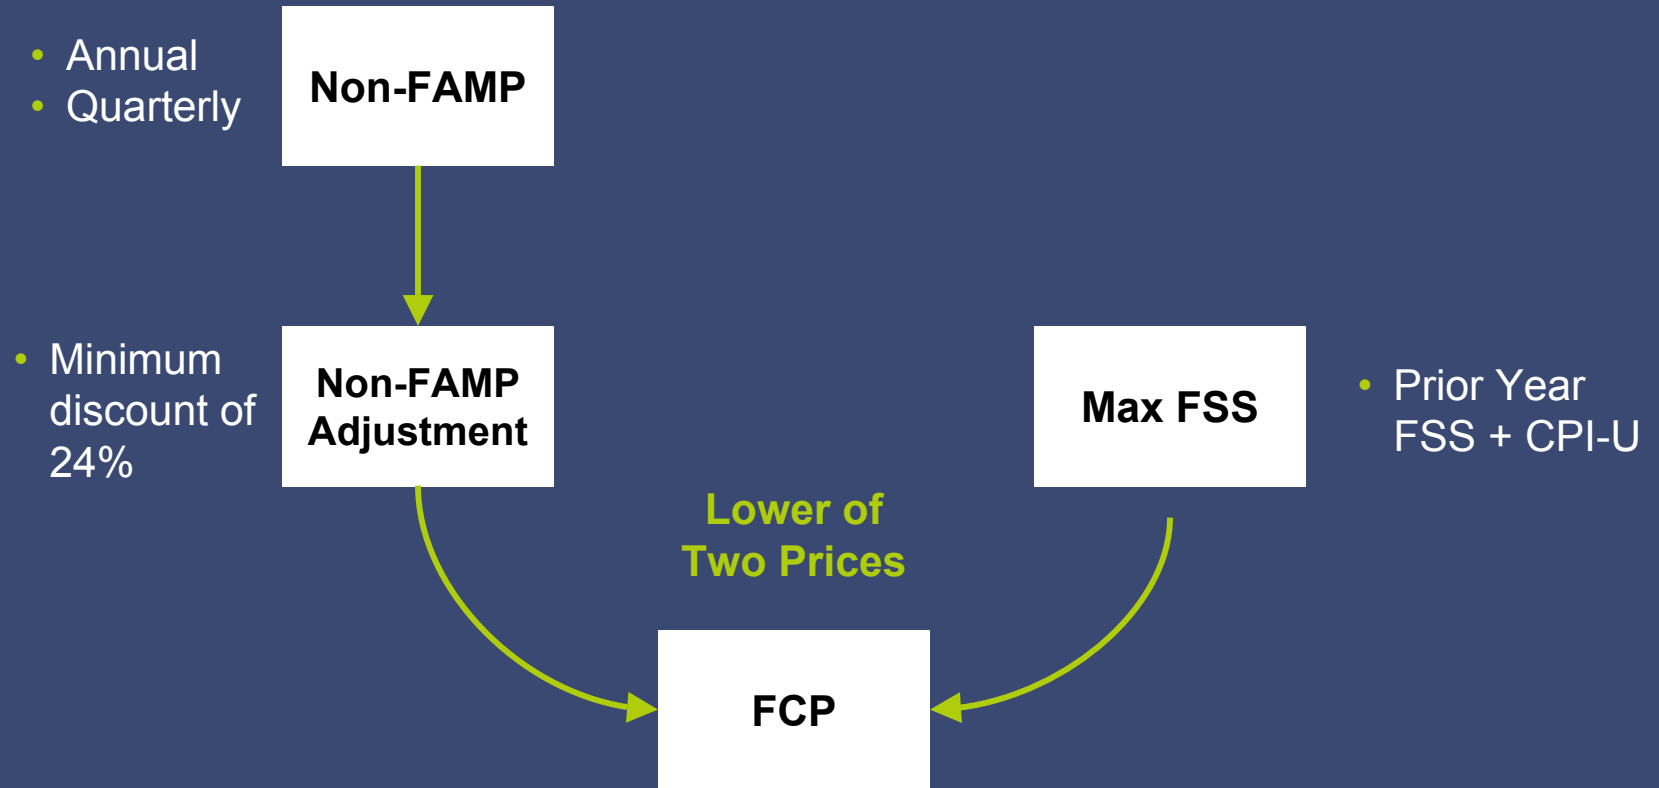 • Annual
• Quarterly
Non-FAMP
• Minimum
discount of
24%
Non-FAMP
Adjustment
Max FSS
• Prior Year
FSS + CPI-U
Lower of
Two Prices
FCP